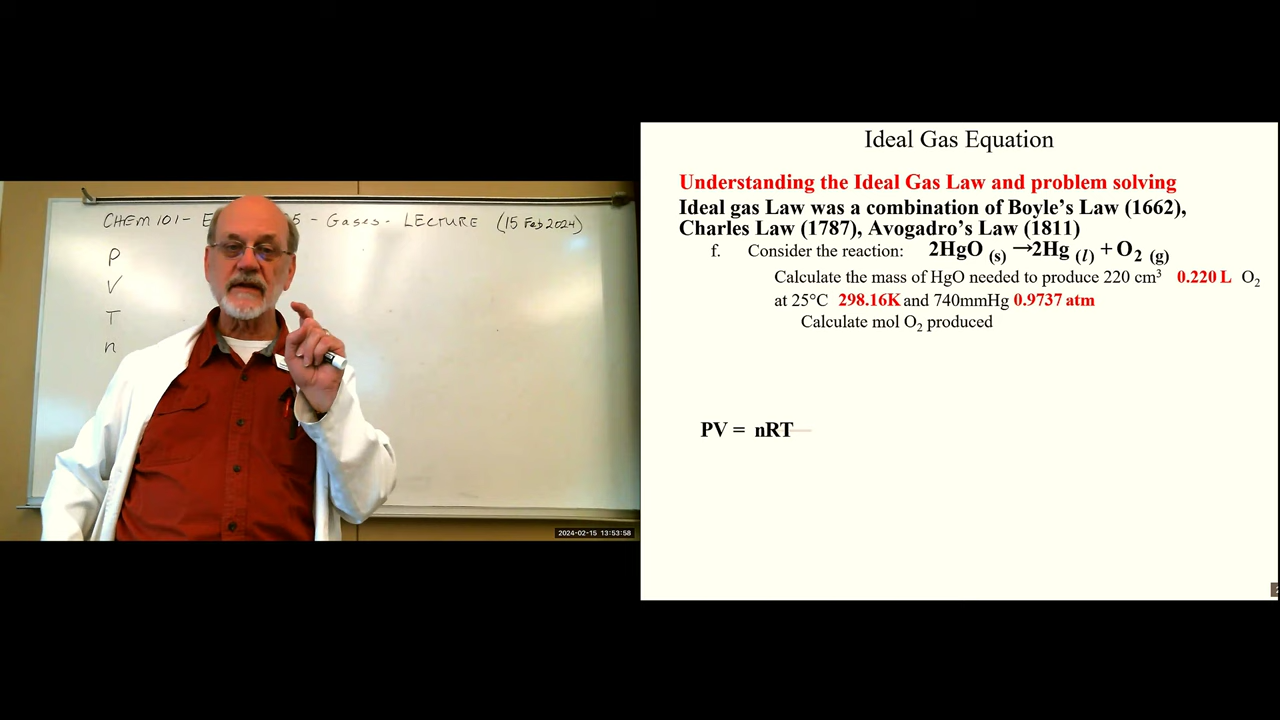 CHEM 101- E 5 - Gases - LECTURE (15 Feb 2024)
P
V
T
n
2024-02-15 13:53:58
Ideal Gas Equation
Understanding the Ideal Gas Law and problem solving
Ideal gas Law was a combination of Boyle's Law (1662),
Charles Law (1787), Avogadro's Law (1811)
f. Consider the reaction: 2HgO (s) →2Hg (l) + O2 (g)
Calculate the mass of HgO needed to produce 220 cm³ 0.220 L O2
at 25°C 298.16K and 740mmHg 0.9737 atm
Calculate mol O2 produced
PV = nRT